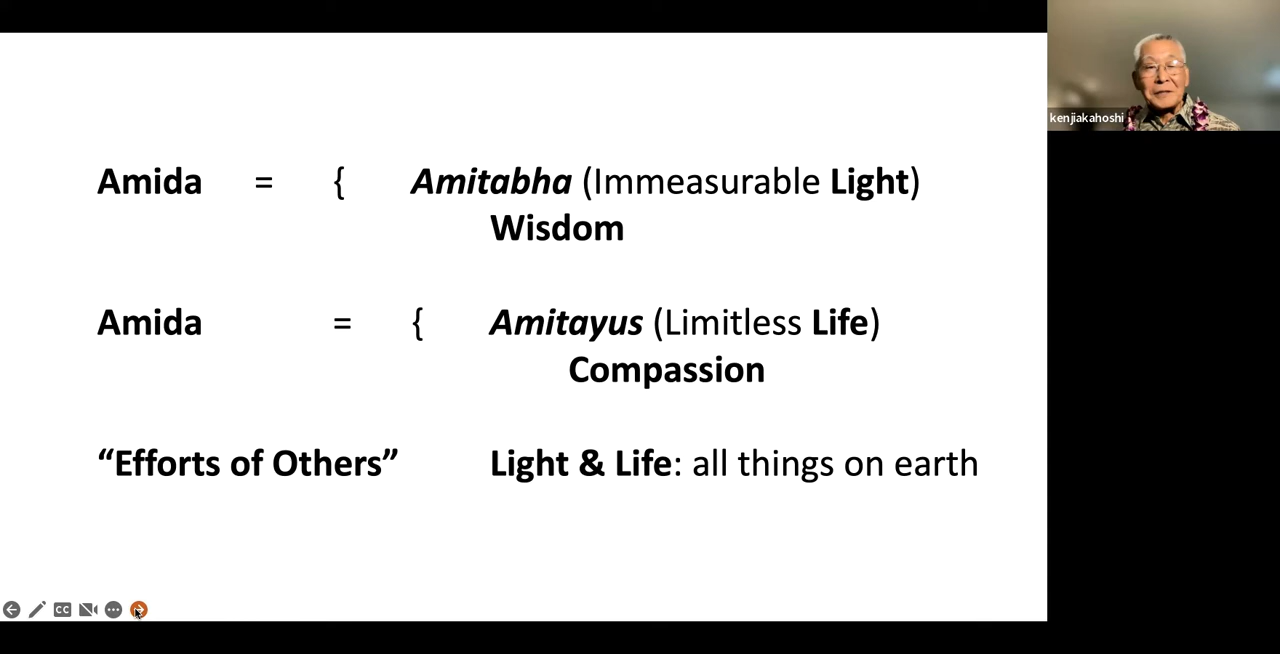 Amida = { Amitabha (Immeasurable Light)
Wisdom
Amida = { Amitayus (Limitless Life)
Compassion
“Efforts of Others” Light & Life: all things on earth
kenjiakahoshi
CC